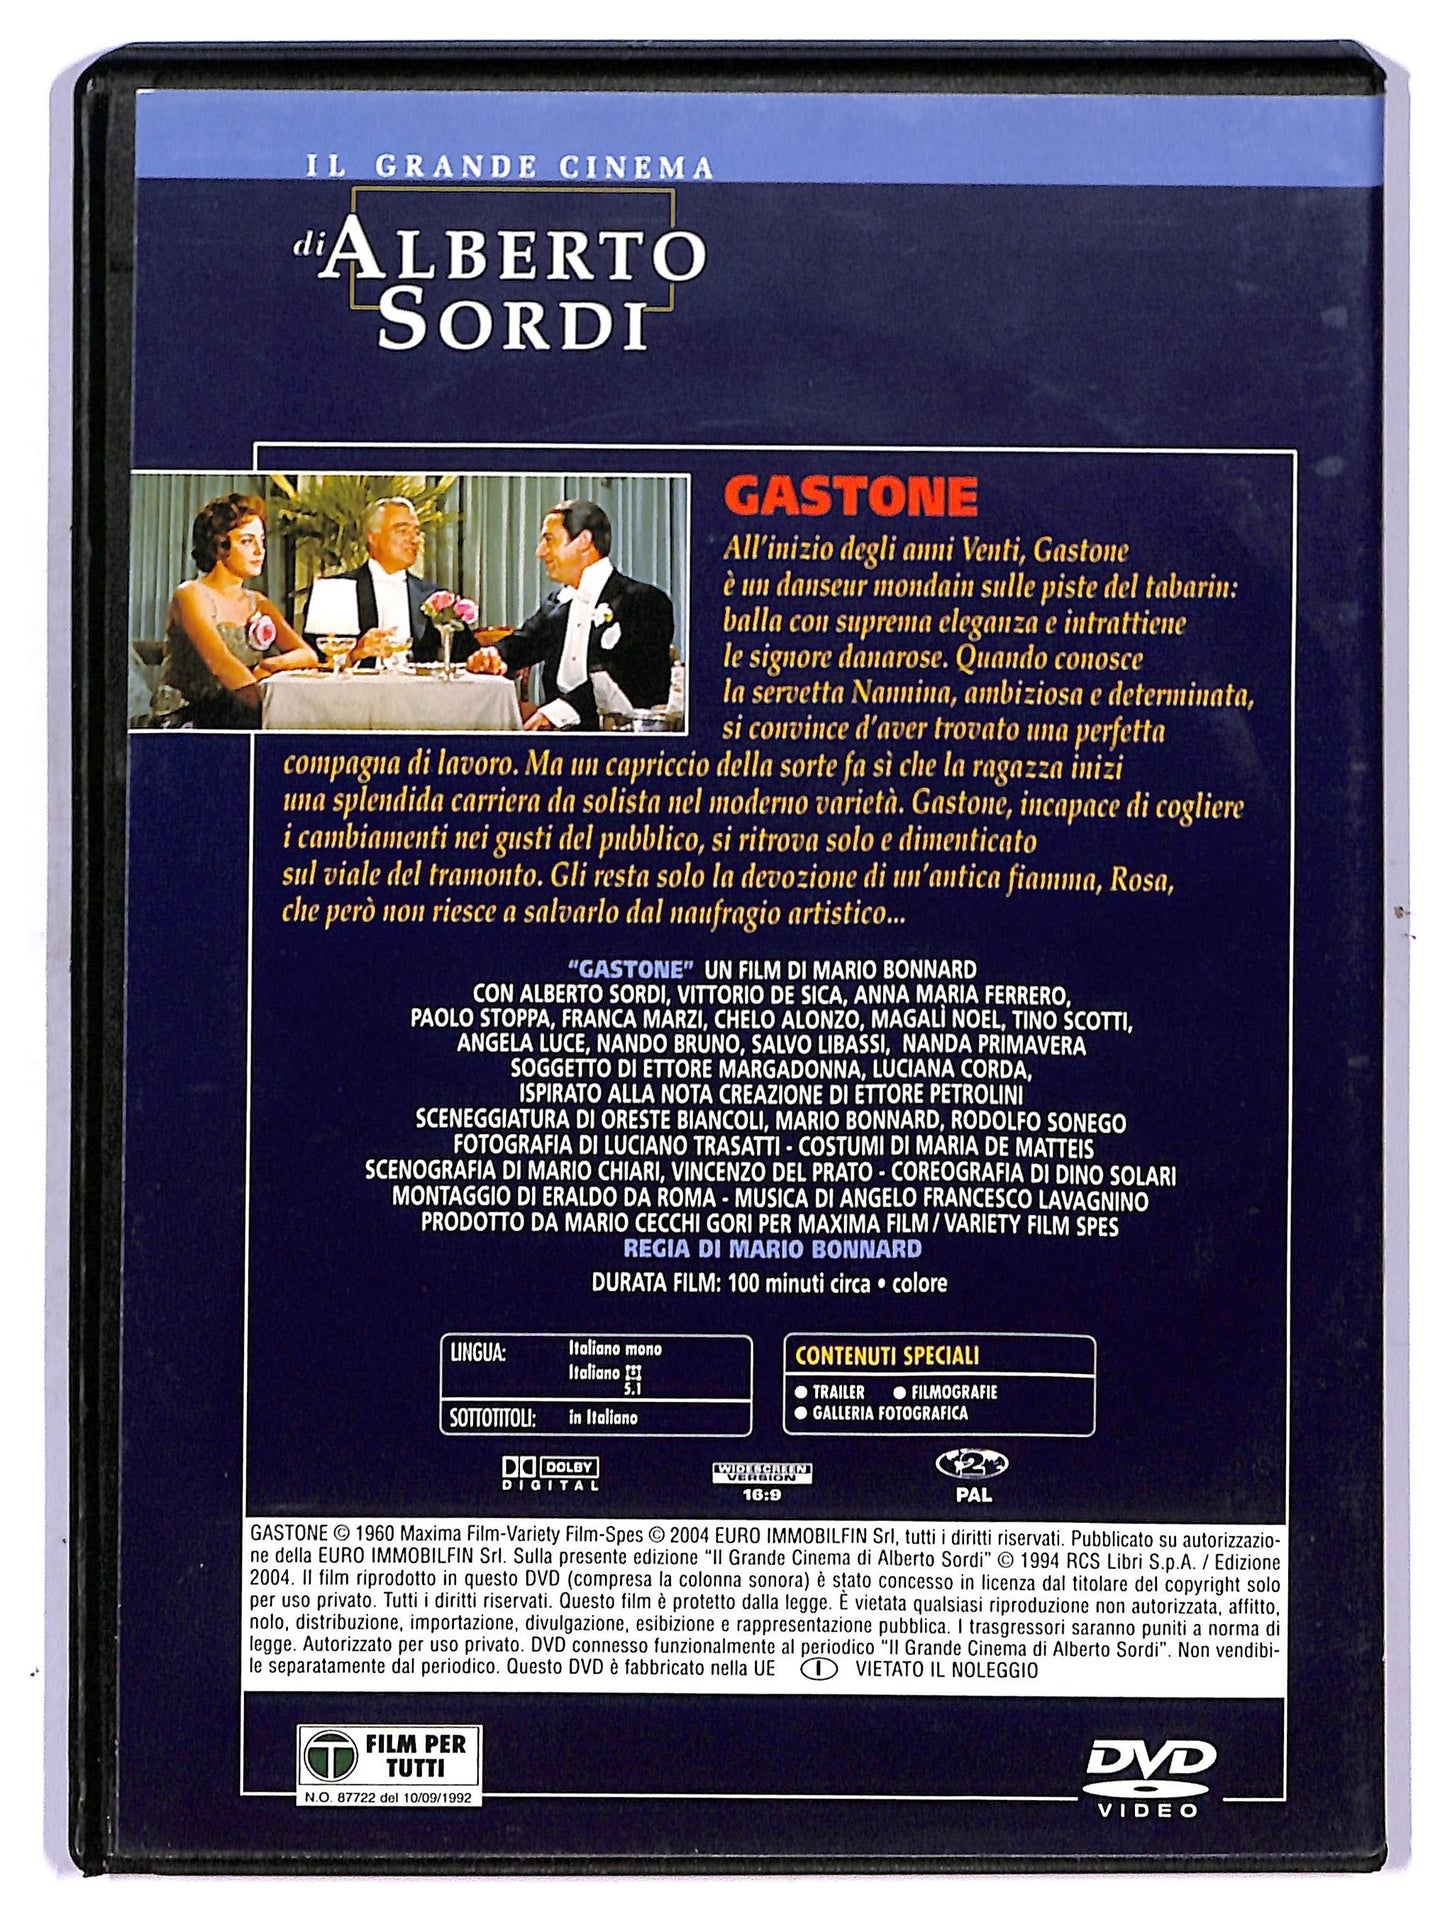 IL GRANDE CINEMA
di ALBERTO
SORDI
GASTONE
All'inizio degli anni Venti, Gastone
è un danseur mondain sulle piste del tabarin:
balla con suprema eleganza e intrattiene
le signore danarose. Quando conosce
la servetta Nannina, ambiziosa e determinata,
si convince d'aver trovato una perfetta
compagna di lavoro. Ma un capriccio della sorte fa sì che la ragazza inizi
una splendida carriera da solista nel moderno varietà. Gastone, incapace di cogliere
i cambiamenti nei gusti del pubblico, si ritrova solo e dimenticato
sul viale del tramonto. Gli resta solo la devozione di un'antica fiamma, Rosa,
che però non riesce a salvarlo dal naufragio artistico...
"GASTONE" UN FILM DI MARIO BONNARD
CON ALBERTO SORDI, VITTORIO DE SICA, ANNA MARIA FERRERO,
PAOLO STOPPA, FRANCA MARZI, CHELO ALONZO, MAGALÌ NOEL, TINO SCOTTI,
ANGELA LUCE, NANDO BRUNO, SALVO LIBASSI, NANDA PRIMAVERA
SOGGETTO DI ETTORE MARGADONNA, LUCIANA CORDA,
ISPIRATO ALLA NOTA CREAZIONE DI ETTORE PETROLINI
SCENEGGIATURA DI ORESTE BIANCOLI, MARIO BONNARD, RODOLFO SONEGO
FOTOGRAFIA DI LUCIANO TRASATTI - COSTUMI DI MARIA DE MATTEIS
SCENOGRAFIA DI MARIO CHIARI, VINCENZO DEL PRATO - COREOGRAFIA DI DINO SOLARI
MONTAGGIO DI ERALDO DA ROMA - MUSICA DI ANGELO FRANCESCO LAVAGNINO
PRODOTTO DA MARIO CECCHI GORI PER MAXIMA FILM / VARIETY FILM SPES
REGIA DI MARIO BONNARD
DURATA FILM: 100 minuti circa • colore
LINGUA: Italiano mono
Italiano
5.1
SOTTOTITOLI: in Italiano
CONTENUTI SPECIALI
● TRAILER ● FILMOGRAFIE
● GALLERIA FOTOGRAFICA
DOLBY
DIGITAL
WIDESCREEN
VERSION
16:9
2
PAL
GASTONE © 1960 Maxima Film-Variety Film-Spes © 2004 EURO IMMOBILFIN Srl, tutti i diritti riservati. Pubblicato su autorizzazio-
ne della EURO IMMOBILFIN Srl. Sulla presente edizione "Il Grande Cinema di Alberto Sordi" © 1994 RCS Libri S.p.A. / Edizione
2004. Il film riprodotto in questo DVD (compresa la colonna sonora) è stato concesso in licenza dal titolare del copyright solo
per uso privato. Tutti i diritti riservati. Questo film è protetto dalla legge. È vietata qualsiasi riproduzione non autorizzata, affitto,
nolo, distribuzione, importazione, divulgazione, esibizione e rappresentazione pubblica. I trasgressori saranno puniti a norma di
legge. Autorizzato per uso privato. DVD connesso funzionalmente al periodico "Il Grande Cinema di Alberto Sordi". Non vendibi-
le separatamente dal periodico. Questo DVD è fabbricato nella UE I VIETATO IL NOLEGGIO
T FILM PER
TUTTI
N.O. 87722 del 10/09/1992
DVD
VIDEO